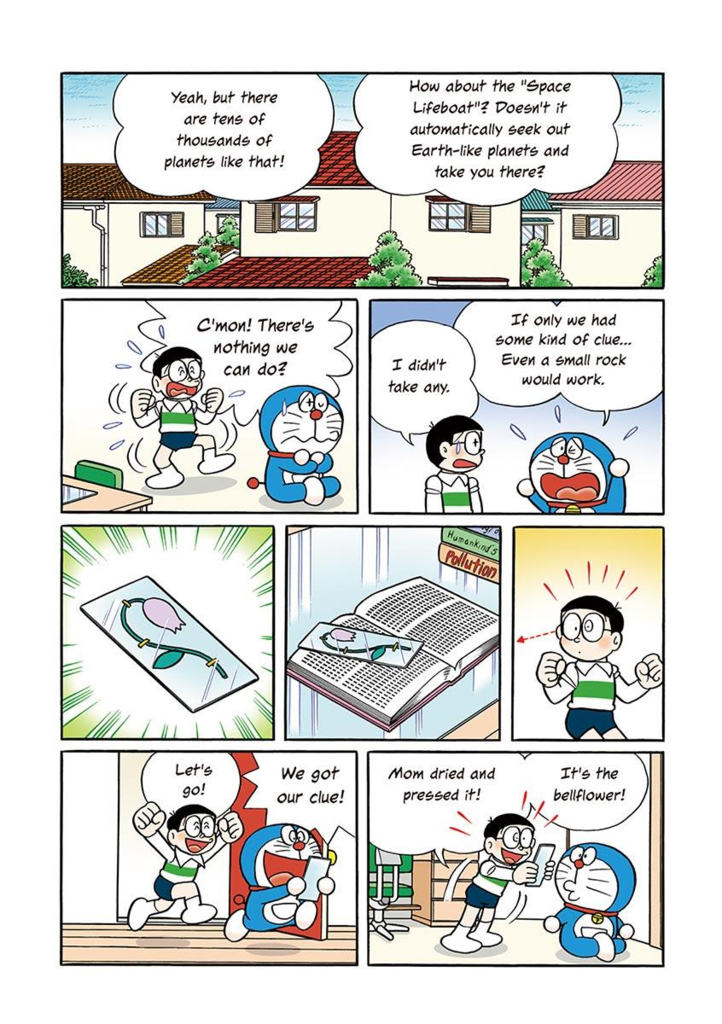 How about the "Space
Lifeboat"? Doesn't it
automatically seek out
Earth-like planets and
take you there?
Yeah, but there
are tens of
thousands of
planets like that!
If only we had
some kind of clue...
Even a small rock
would work.
I didn't
take any.
C'mon! There's
nothing we
can do?
Humankind's
Pollution
It's the
bellflower!
Mom dried and
pressed it!
We got
our clue!
Let's
go!